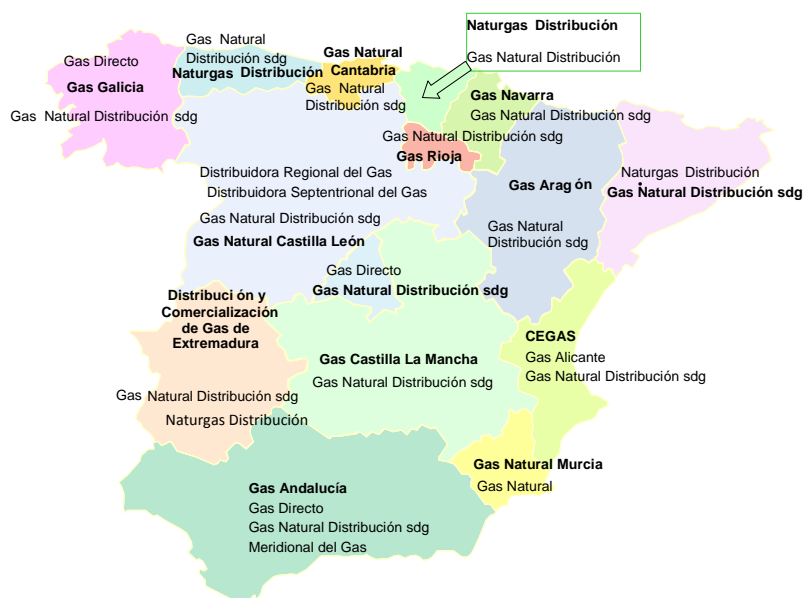 Gas Directo
Gas Galicia
Gas Natural Distribución sdg
Gas Natural
Distribución sdg
Naturgas Distribución
Gas Natural
Cantabria
Gas Natural
Distribución sdg
Naturgas Distribución
Gas Natural Distribución
Gas Navarra
Gas Natural Distribución sdg
Gas Natural Distribución sdg
Gas Rioja
Distribuidora Regional del Gas
Distribuidora Septentrional del Gas
Gas Natural Distribución sdg
Gas Natural Castilla León
Gas Aragón
Gas Natural
Distribución sdg
Naturgas Distribución
Gas Natural Distribución sdg
Gas Directo
Gas Natural Distribución sdg
Distribución y
Comercialización
de Gas de
Extremadura
Gas Natural Distribución sdg
Naturgas Distribución
Gas Castilla La Mancha
Gas Natural Distribución sdg
CEGAS
Gas Alicante
Gas Natural Distribución sdg
Gas Natural Murcia
Gas Natural
Gas Andalucía
Gas Directo
Gas Natural Distribución sdg
Meridional del Gas